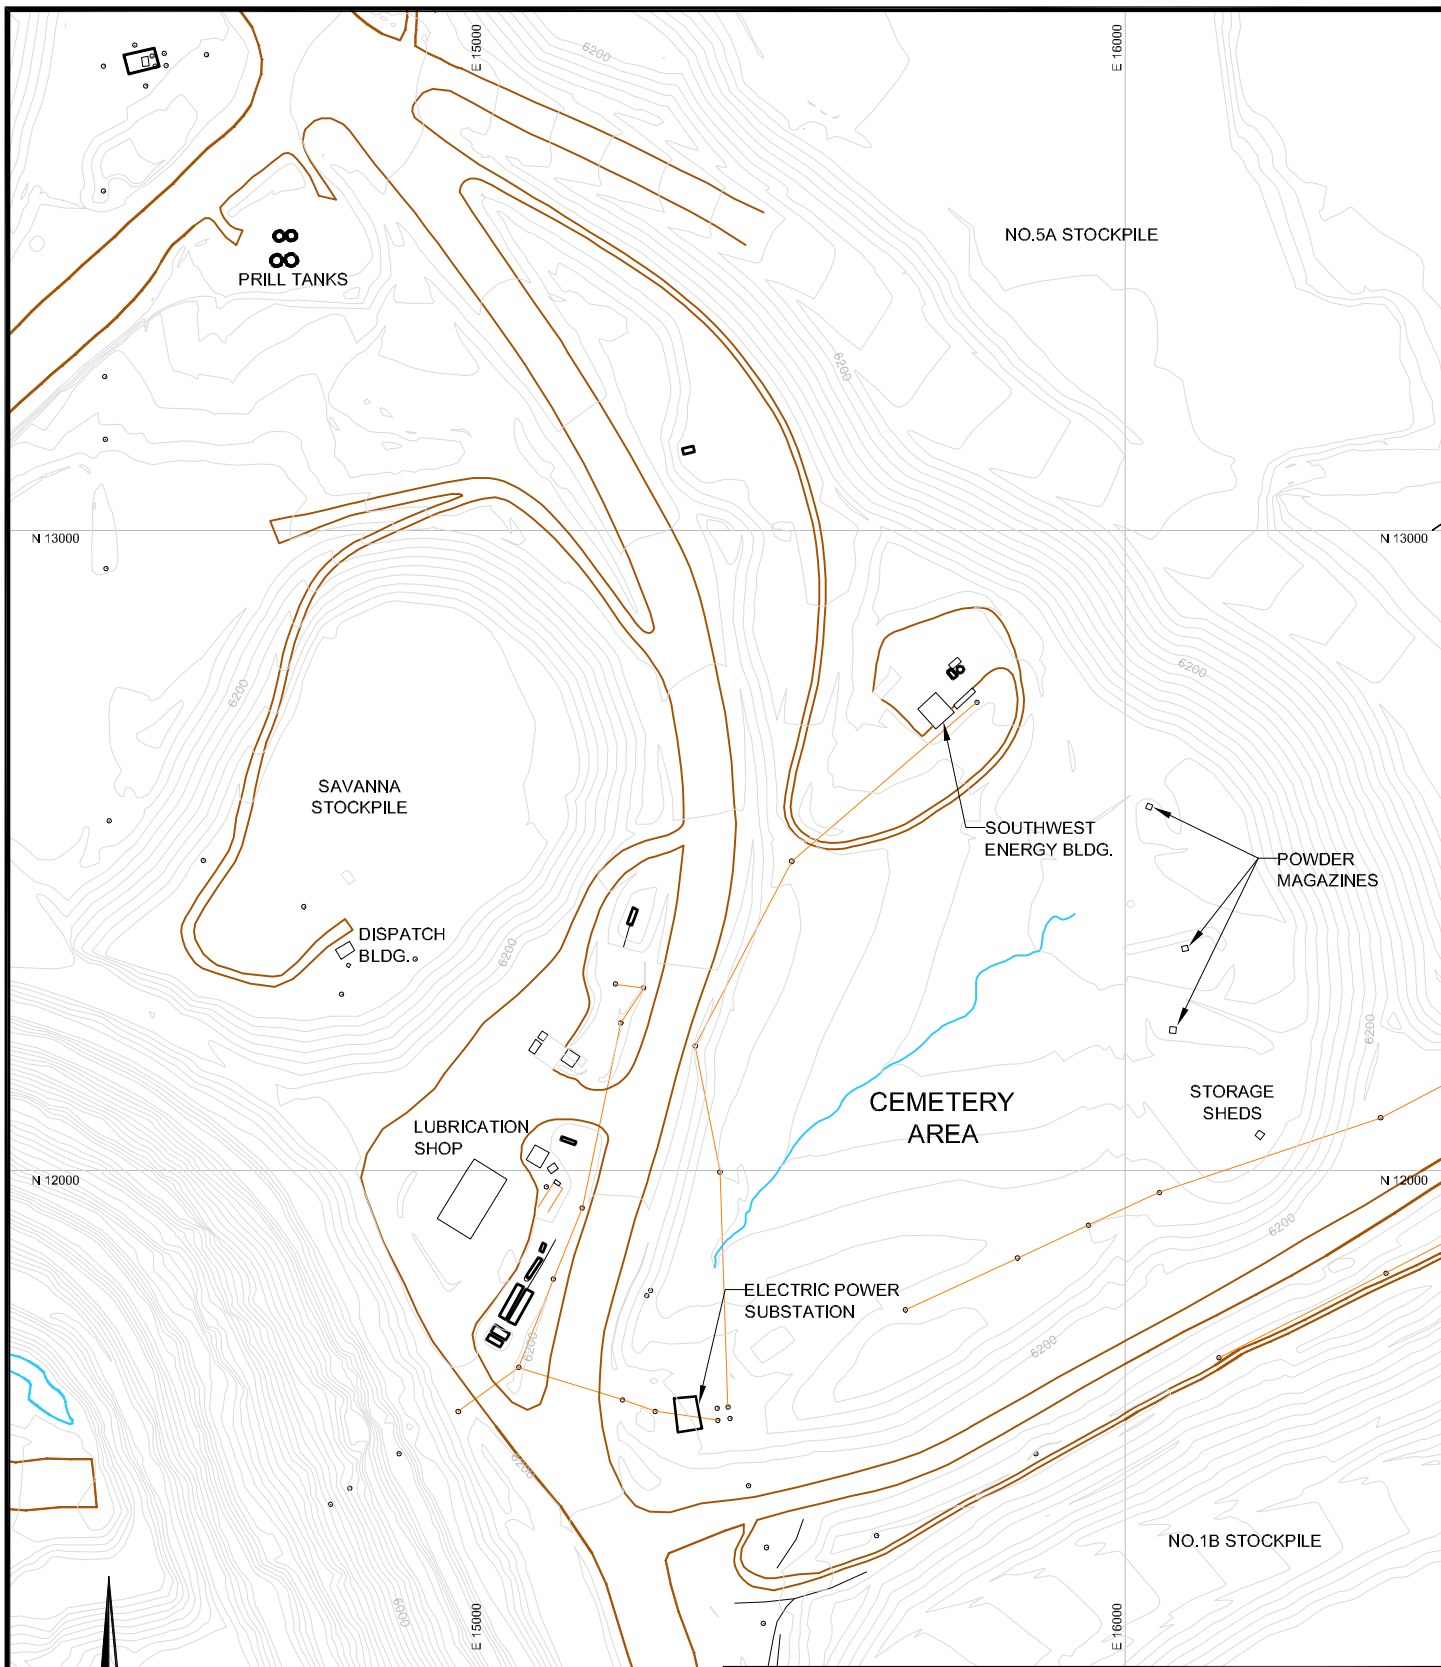 E 15000
E 16000
6200
NO.5A STOCKPILE
PRILL TANKS
6200
N 13000
N 13000
6200
6200
SAVANNA
STOCKPILE
SOUTHWEST
ENERGY BLDG.
POWDER
MAGAZINES
DISPATCH
BLDG.
6200
6200
STORAGE
SHEDS
CEMETERY
AREA
LUBRICATION
SHOP
N 12000
N 12000
6200
ELECTRIC POWER
SUBSTATION
6200
6200
6200
NO.1B STOCKPILE
6000
E 15000
E 16000